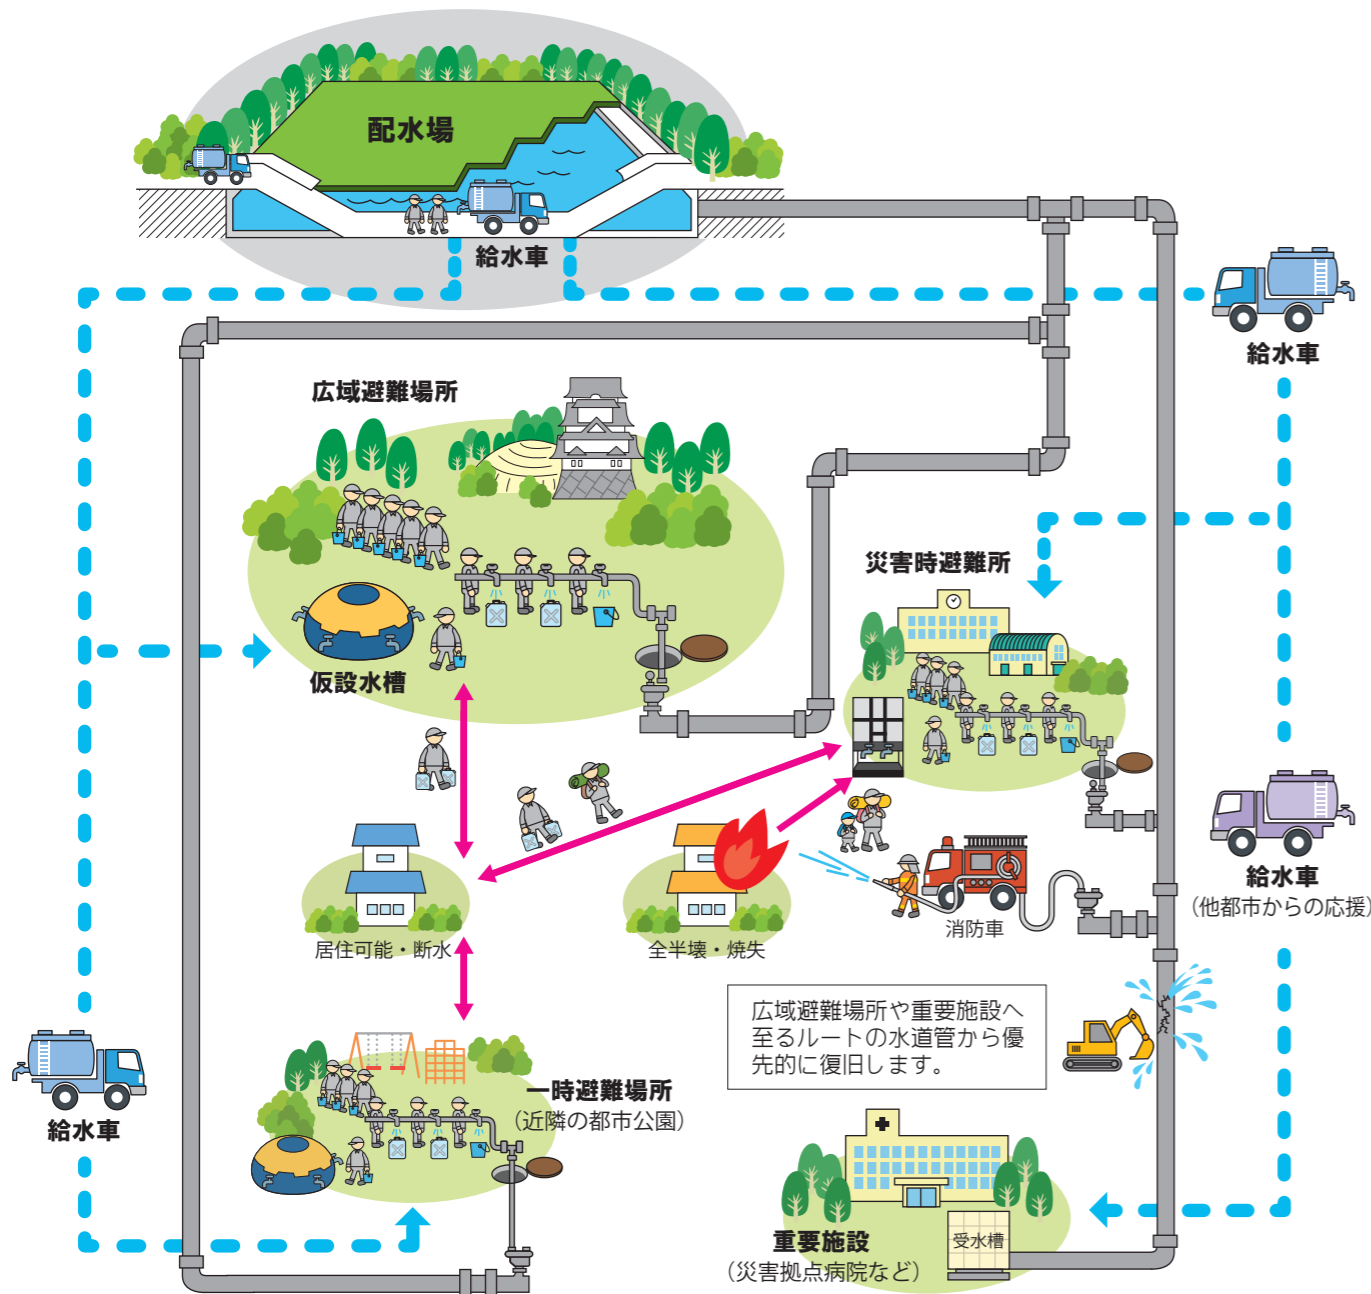 配水場
給水車
給水車
広域避難場所
災害時避難所
仮設水槽
給水車
(他都市からの応援)
居住可能・断水
全半壊・焼失
消防車
広域避難場所や重要施設へ
至るルートの水道管から優
先的に復旧します。
一時避難場所
(近隣の都市公園)
給水車
重要施設
(災害拠点病院など)
受水槽